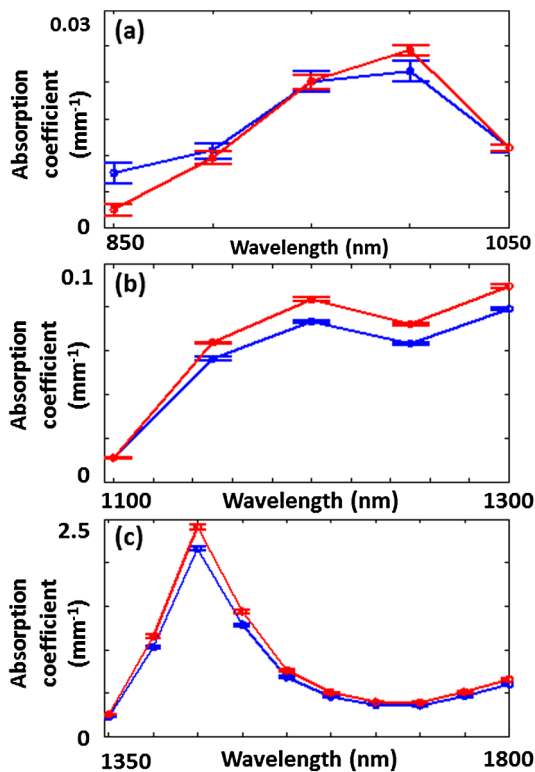 0.03
(a)
Absorption
coefficient
(mm⁻¹)
0
850
Wavelength (nm)
1050
0.1
(b)
Absorption
coefficient
(mm⁻¹)
0
1100
Wavelength (nm)
1300
2.5
(c)
Absorption
coefficient
(mm⁻¹)
0
1350
Wavelength (nm)
1800